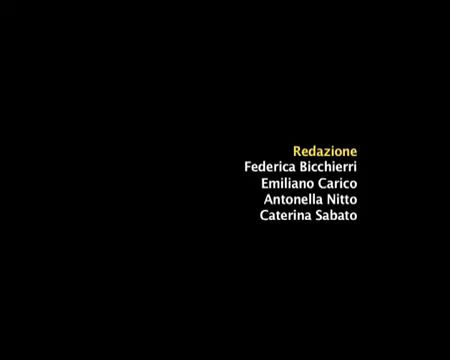 Redazione
Federica Bicchierri
Emiliano Carico
Antonella Nitto
Caterina Sabato